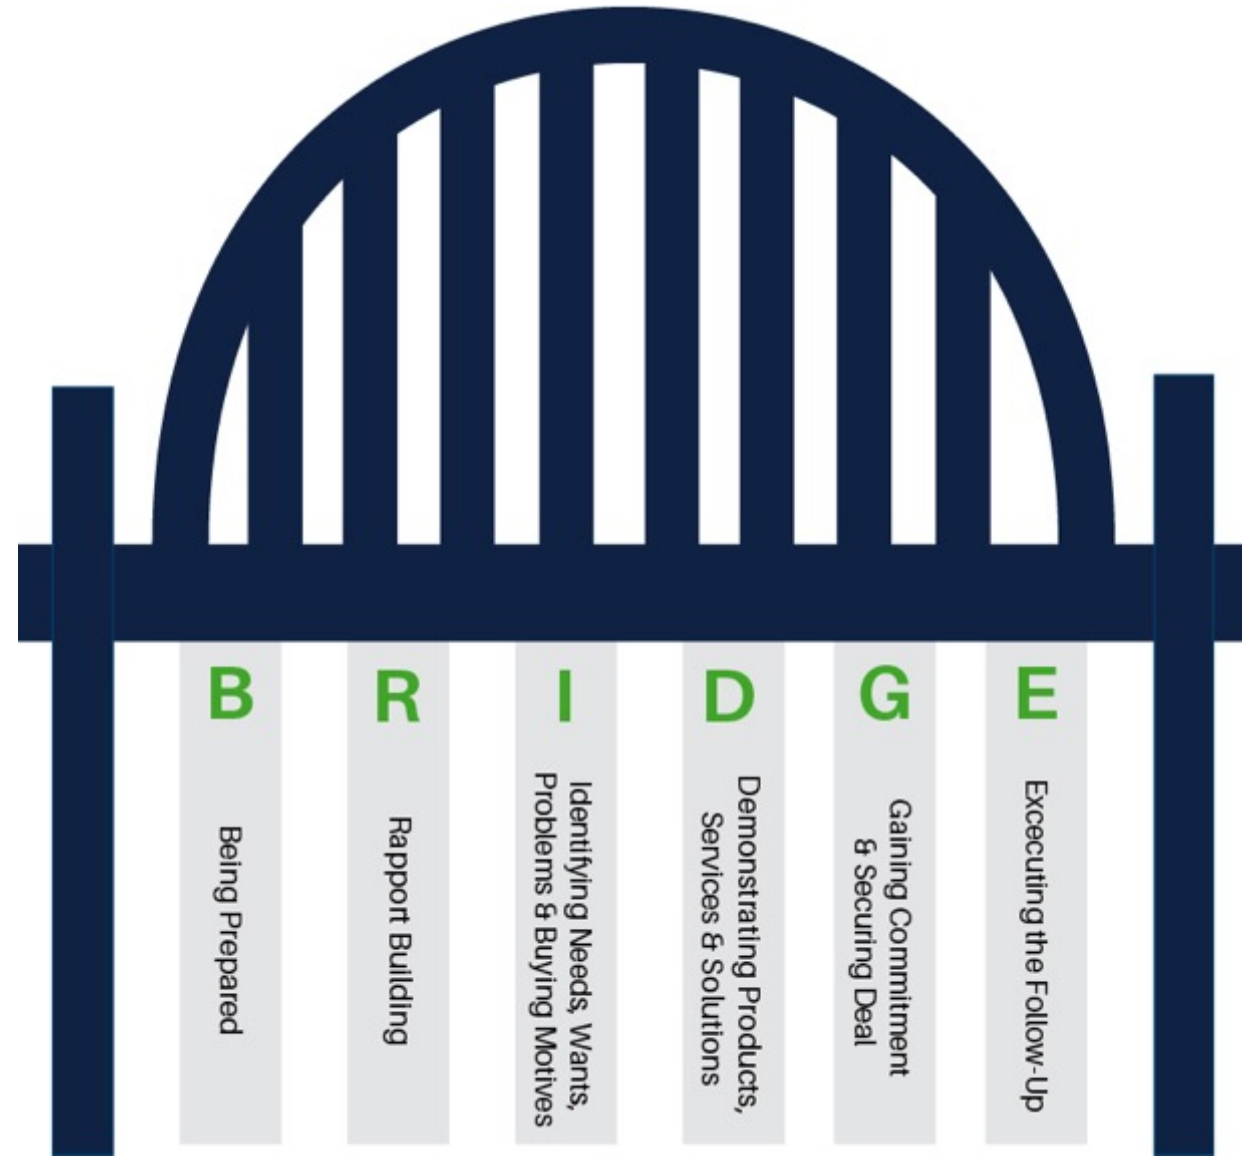 B
Being Prepared
R
Rapport Building
I
Identifying Needs, Wants,
Problems & Buying Motives
D
Demonstrating Products,
Services & Solutions
G
Gaining Commitment
& Securing Deal
E
Excecuting the Follow-Up